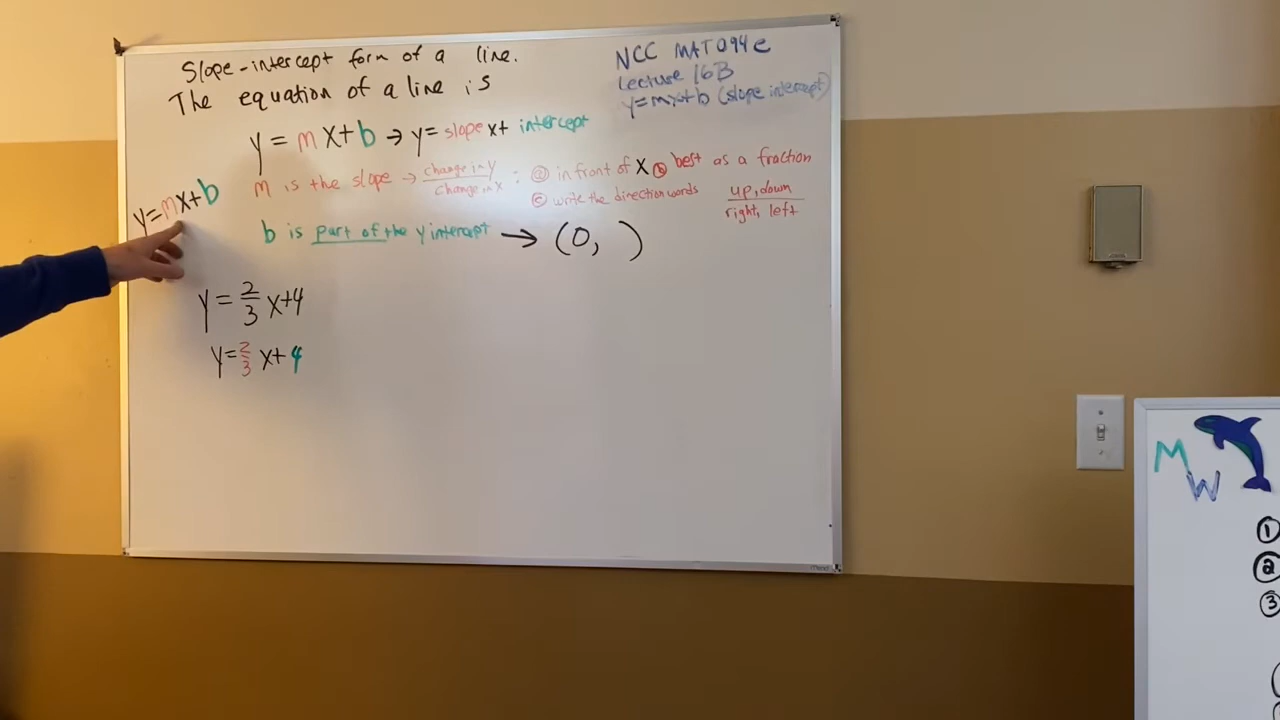 Slope-intercept form of a line.
The equation of a line is
y = mx+b → y = slope x + intercept
m is the slope → change in y / change in x : ⓐ in front of X ⓑ best as a fraction
ⓒ write the direction words up, down / right, left
b is part of the y intercept → (0, )
y=mx+b
y = 2/3 x+4
y = 2/3 x + 4
NCC MAT094e
Lecture 16B
y=mx+b (slope intercept)
M
W
①
②
③